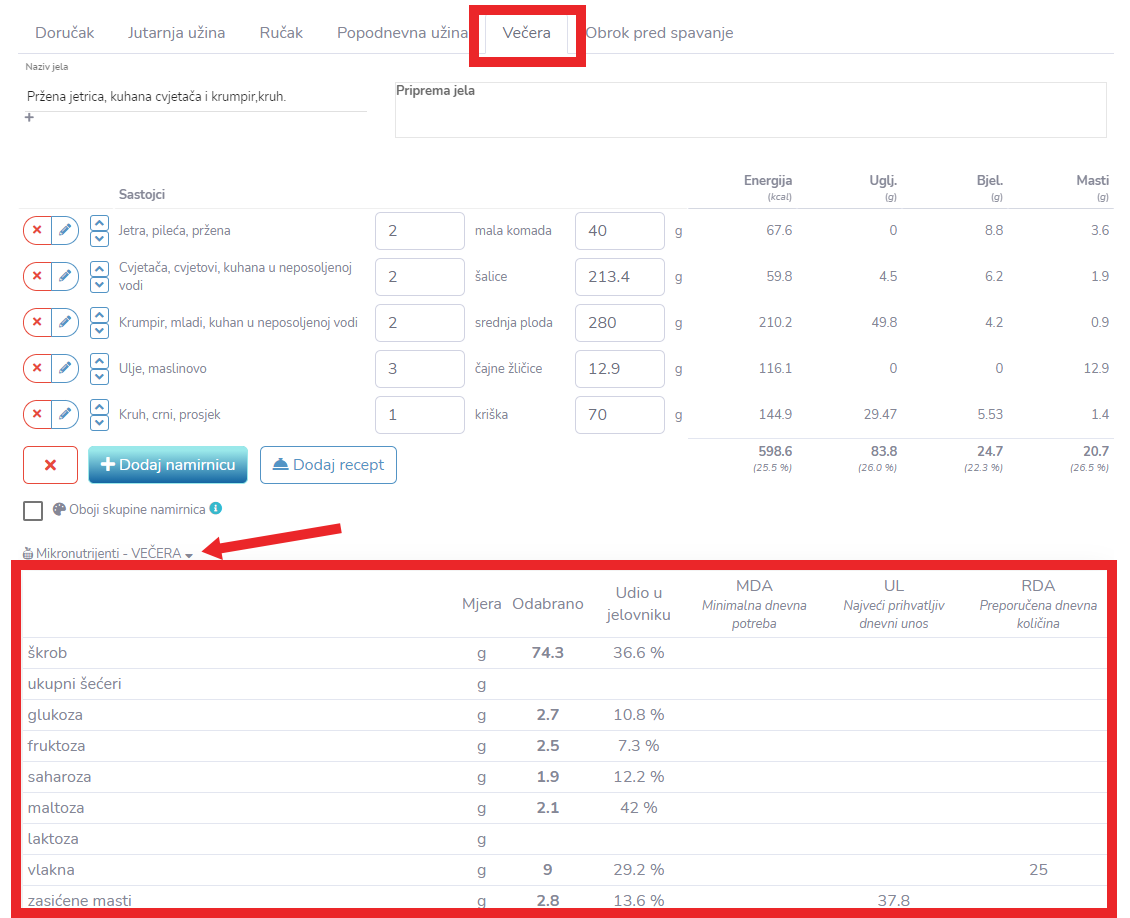 Doručak Jutarnja užina Ručak Popodnevna užina Večera Obrok pred spavanje
Naziv jela
Pržena jetrica, kuhana cvjetača i krumpir,kruh.
+
Priprema jela
Sastojci Energija (kcal) Uglj. (g) Bjel. (g) Masti (g)
Jetra, pileća, pržena 2 mala komada 40 g 67.6 0 8.8 3.6
Cvjetača, cvjetovi, kuhana u neposoljenoj
vodi 2 šalice 213.4 g 59.8 4.5 6.2 1.9
Krumpir, mladi, kuhan u neposoljenoj vodi 2 srednja ploda 280 g 210.2 49.8 4.2 0.9
Ulje, maslinovo 3 čajne žličice 12.9 g 116.1 0 0 12.9
Kruh, crni, prosjek 1 kriška 70 g 144.9 29.47 5.53 1.4
598.6 83.8 24.7 20.7
(25.5 %) (26.0 %) (22.3 %) (26.5 %)
+ Dodaj namirnicu Dodaj recept
Oboji skupine namirnica
Mikronutrijenti - VEČERA
Mjera Odabrano Udio u jelovniku MDA Minimalna dnevna potreba UL Najveći prihvatljiv dnevni unos RDA Preporučena dnevna količina
škrob g 74.3 36.6 %
ukupni šećeri g
glukoza g 2.7 10.8 %
fruktoza g 2.5 7.3 %
saharoza g 1.9 12.2 %
maltoza g 2.1 42 %
laktoza g
vlakna g 9 29.2 % 25
zasićene masti g 2.8 13.6 % 37.8